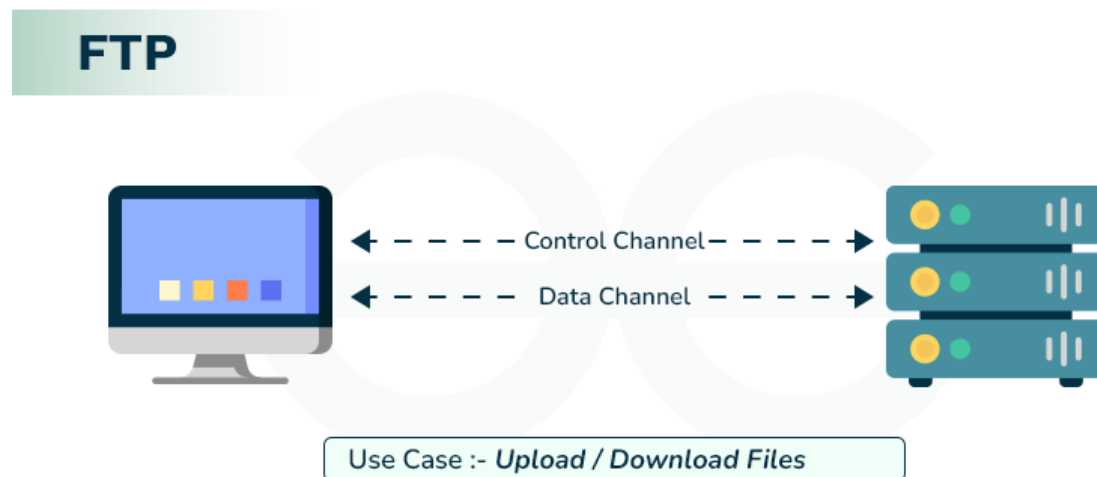 FTP
Control Channel
Data Channel
Use Case :- Upload / Download Files